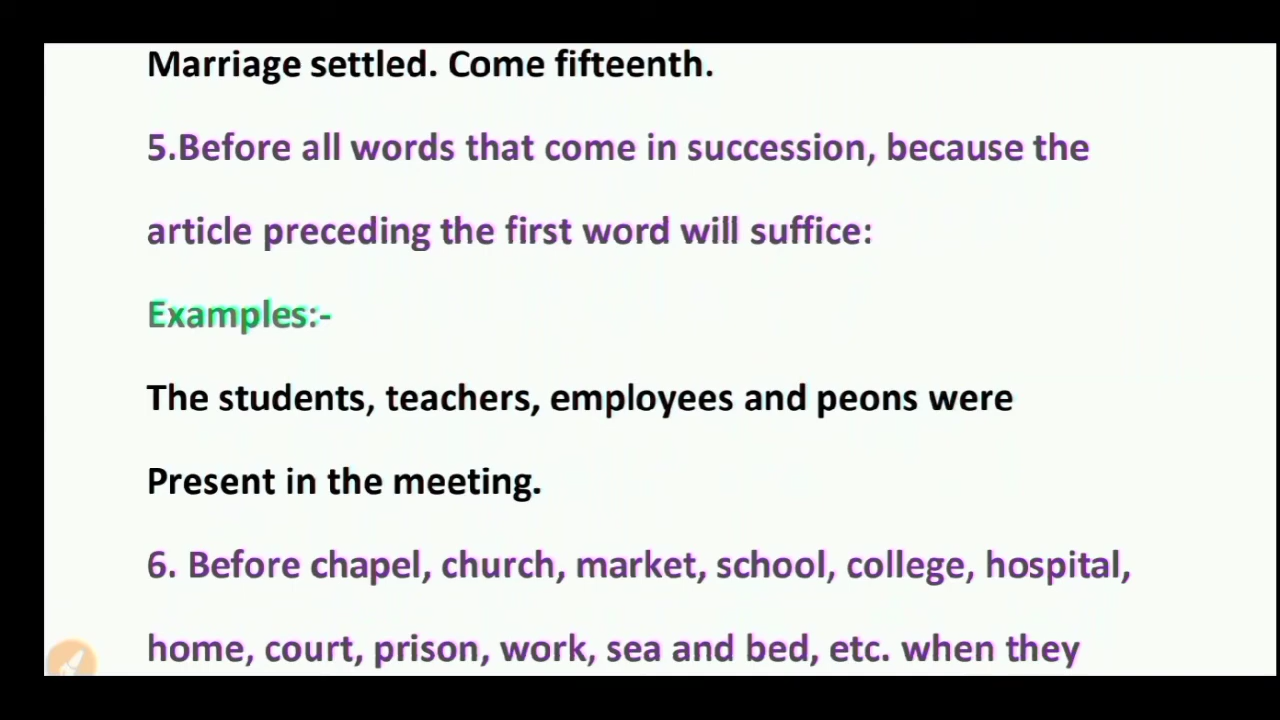 Marriage settled. Come fifteenth.
5.Before all words that come in succession, because the
article preceding the first word will suffice:
Examples:-
The students, teachers, employees and peons were
Present in the meeting.
6. Before chapel, church, market, school, college, hospital,
home, court, prison, work, sea and bed, etc. when they